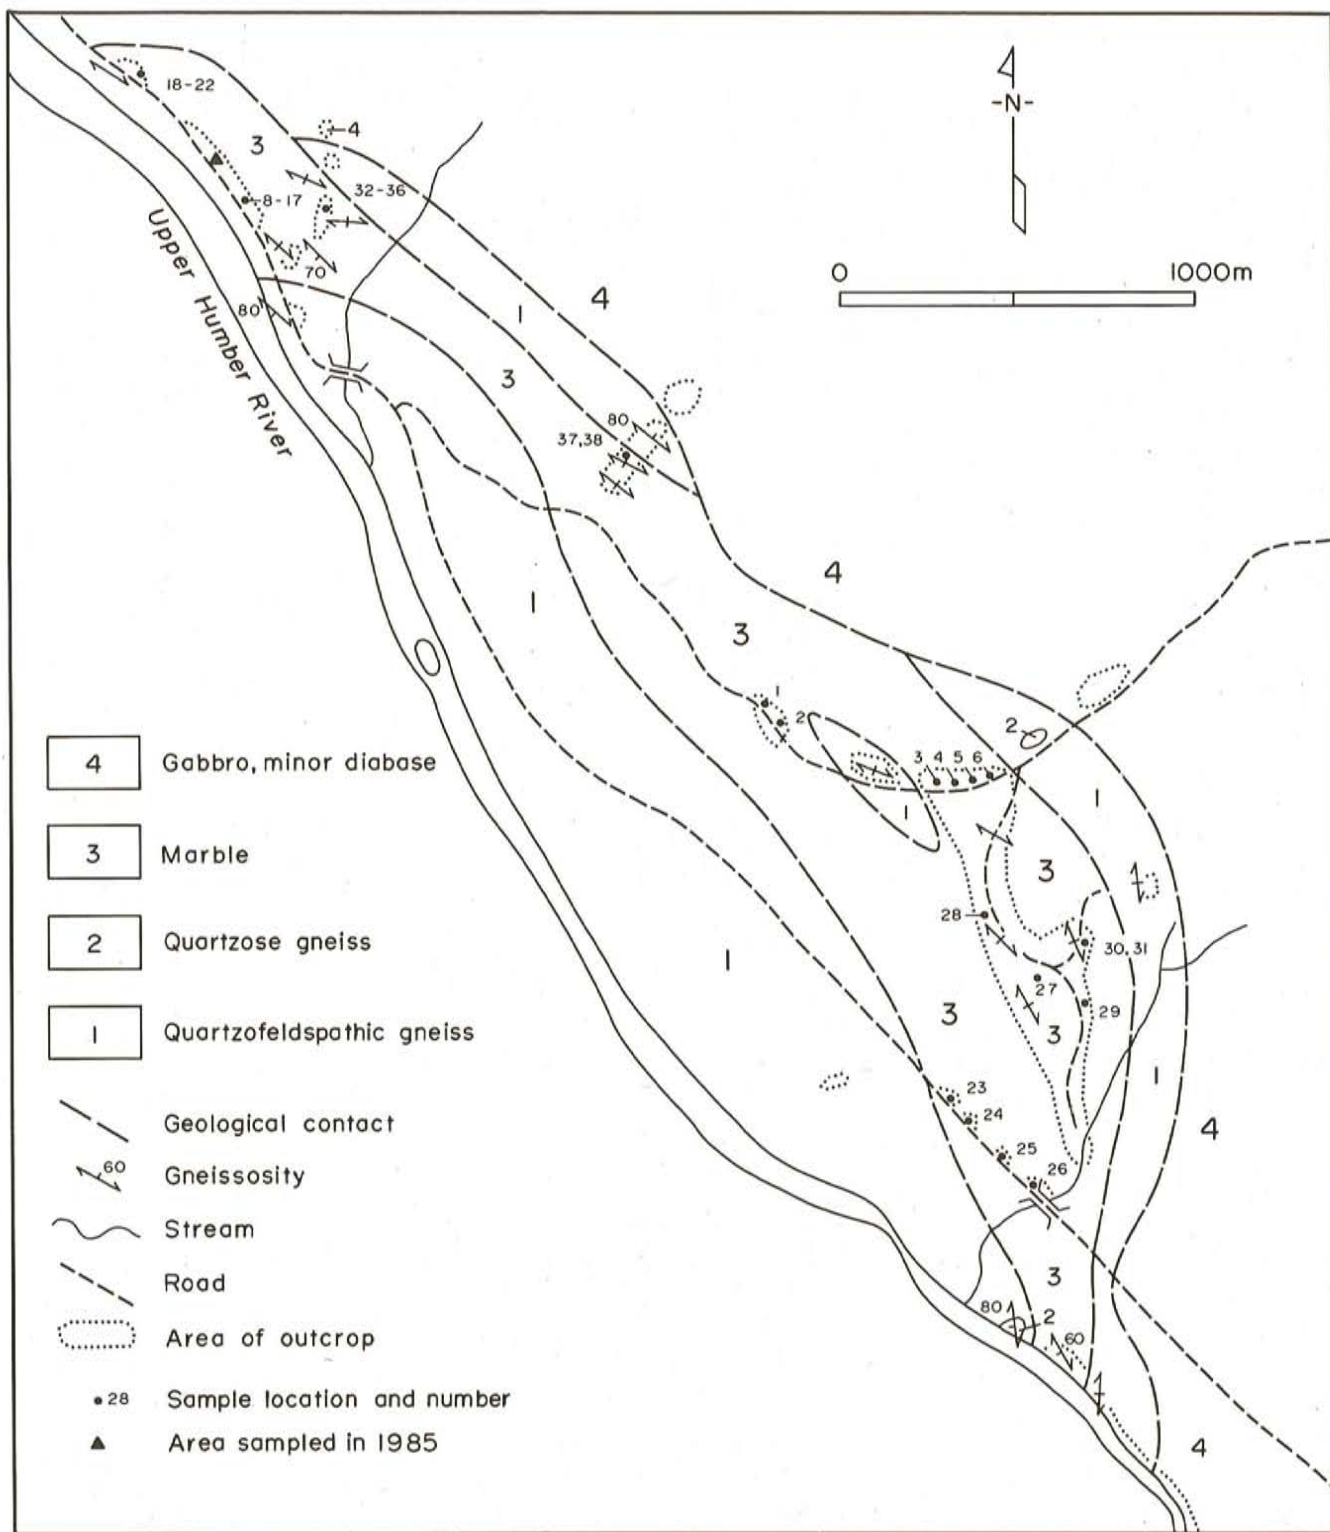 18-22
4
3
-N-
32-36
8-17
0 1000m
70
4
1
80
Upper Humber River
3
80
37,38
4
1
3
1
2
2
3 4 5 6
1
1
3
28
30,31
1
27
29
3
3
1
23
24
4
25
26
3
80
2
60
4
4 Gabbro, minor diabase
3 Marble
2 Quartzose gneiss
1 Quartzofeldspathic gneiss
Geological contact
60 Gneissosity
Stream
Road
Area of outcrop
28 Sample location and number
Area sampled in 1985